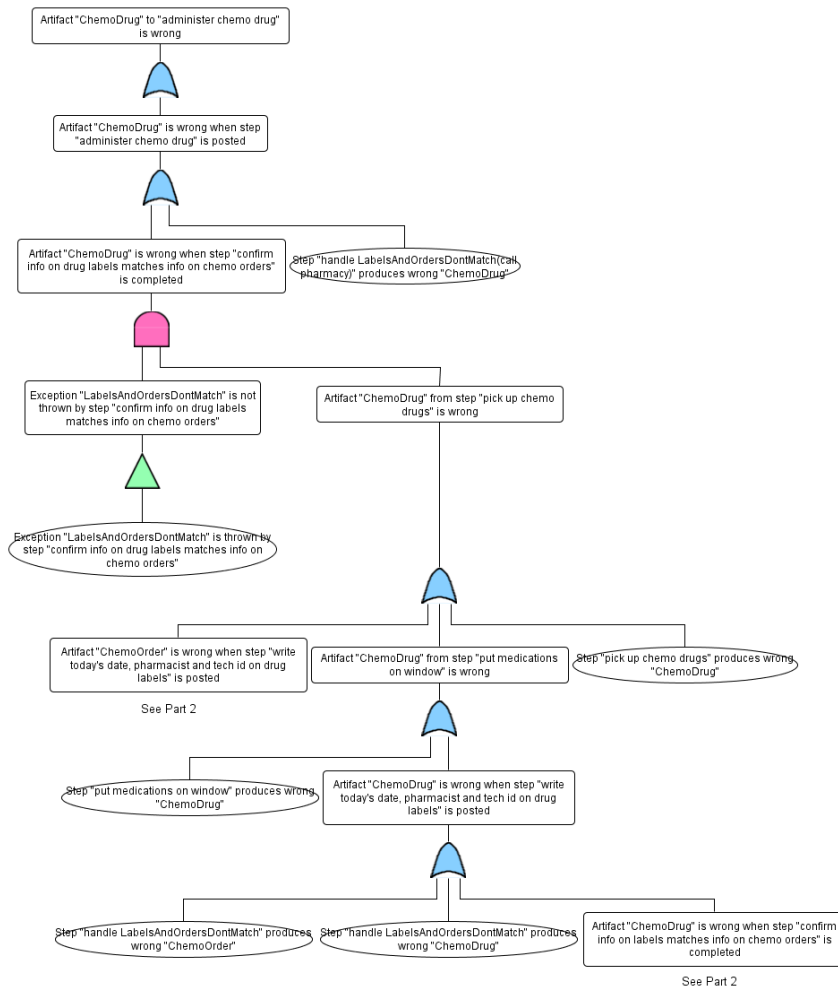 Artifact "ChemoDrug" to "administer chemo drug"
is wrong
Artifact "ChemoDrug" is wrong when step
"administer chemo drug" is posted
Artifact "ChemoDrug" is wrong when step "confirm
info on drug labels matches info on chemo orders"
is completed
Step "handle LabelsAndOrdersDontMatch(call
pharmacy)" produces wrong "ChemoDrug"
Exception "LabelsAndOrdersDontMatch" is not
thrown by step "confirm info on drug labels
matches info on chemo orders"
Artifact "ChemoDrug" from step "pick up chemo
drugs" is wrong
Exception "LabelsAndOrdersDontMatch" is thrown by
step "confirm info on drug labels matches info on
chemo orders"
Artifact "ChemoOrder" is wrong when step "write
today's date, pharmacist and tech id on drug
labels" is posted
See Part 2
Artifact "ChemoDrug" from step "put medications
on window" is wrong
Step "pick up chemo drugs" produces wrong
"ChemoDrug"
Step "put medications on window" produces wrong
"ChemoDrug"
Artifact "ChemoDrug" is wrong when step "write
today's date, pharmacist and tech id on drug
labels" is posted
Step "handle LabelsAndOrdersDontMatch" produces
wrong "ChemoOrder"
Step "handle LabelsAndOrdersDontMatch" produces
wrong "ChemoDrug"
Artifact "ChemoDrug" is wrong when step "confirm
info on labels matches info on chemo orders" is
completed
See Part 2